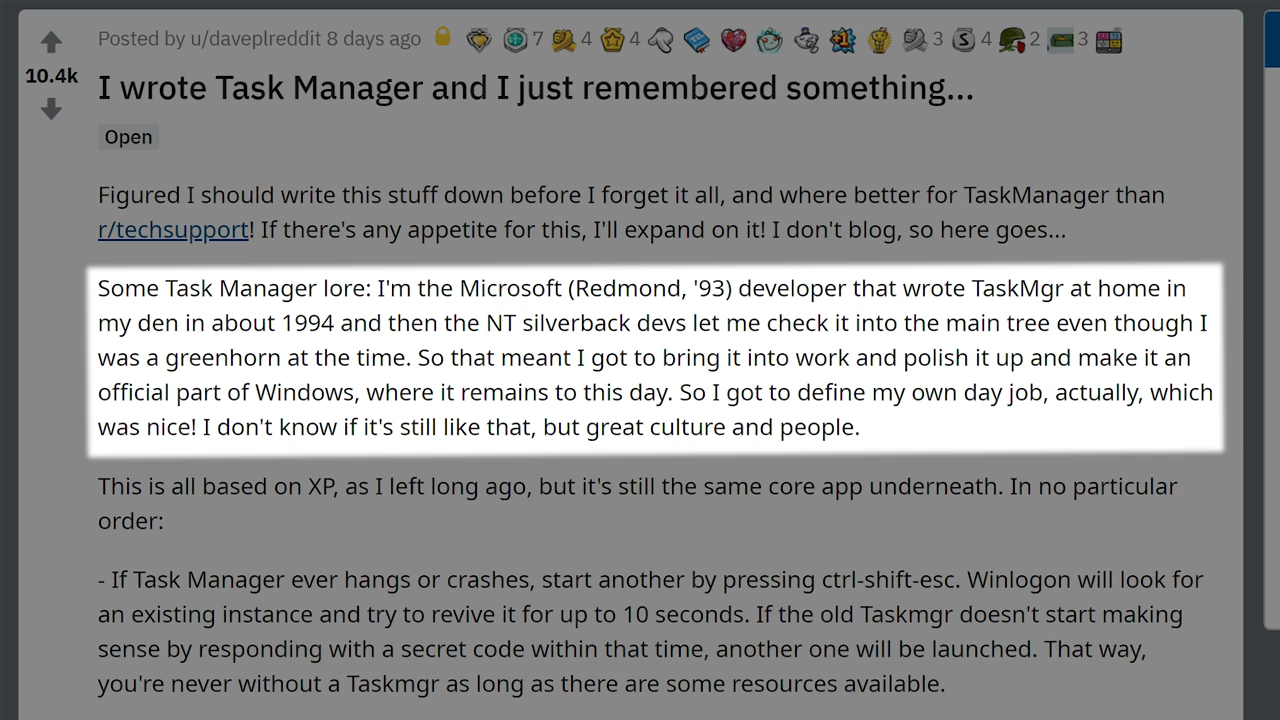 Posted by u/daveplreddit 8 days ago 7 4 4 3 4 2 3
10.4k
I wrote Task Manager and I just remembered something...
Open
Figured I should write this stuff down before I forget it all, and where better for TaskManager than
r/techsupport! If there's any appetite for this, I'll expand on it! I don't blog, so here goes...
Some Task Manager lore: I'm the Microsoft (Redmond, '93) developer that wrote TaskMgr at home in
my den in about 1994 and then the NT silverback devs let me check it into the main tree even though I
was a greenhorn at the time. So that meant I got to bring it into work and polish it up and make it an
official part of Windows, where it remains to this day. So I got to define my own day job, actually, which
was nice! I don't know if it's still like that, but great culture and people.
This is all based on XP, as I left long ago, but it's still the same core app underneath. In no particular
order:
- If Task Manager ever hangs or crashes, start another by pressing ctrl-shift-esc. Winlogon will look for
an existing instance and try to revive it for up to 10 seconds. If the old Taskmgr doesn't start making
sense by responding with a secret code within that time, another one will be launched. That way,
you're never without a Taskmgr as long as there are some resources available.